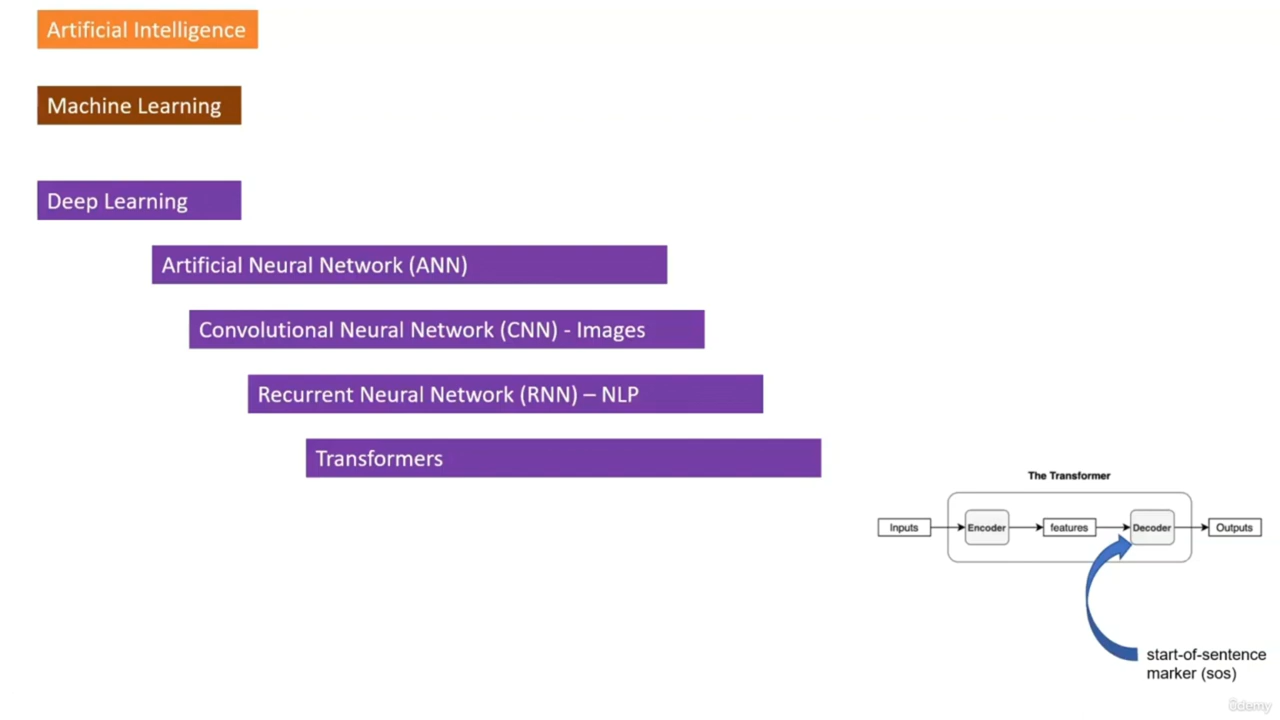 Artificial Intelligence
Machine Learning
Deep Learning
Artificial Neural Network (ANN)
Convolutional Neural Network (CNN) - Images
Recurrent Neural Network (RNN) – NLP
Transformers
The Transformer
Inputs
Encoder
features
Decoder
Outputs
start-of-sentence
marker (sos)
ûdemy